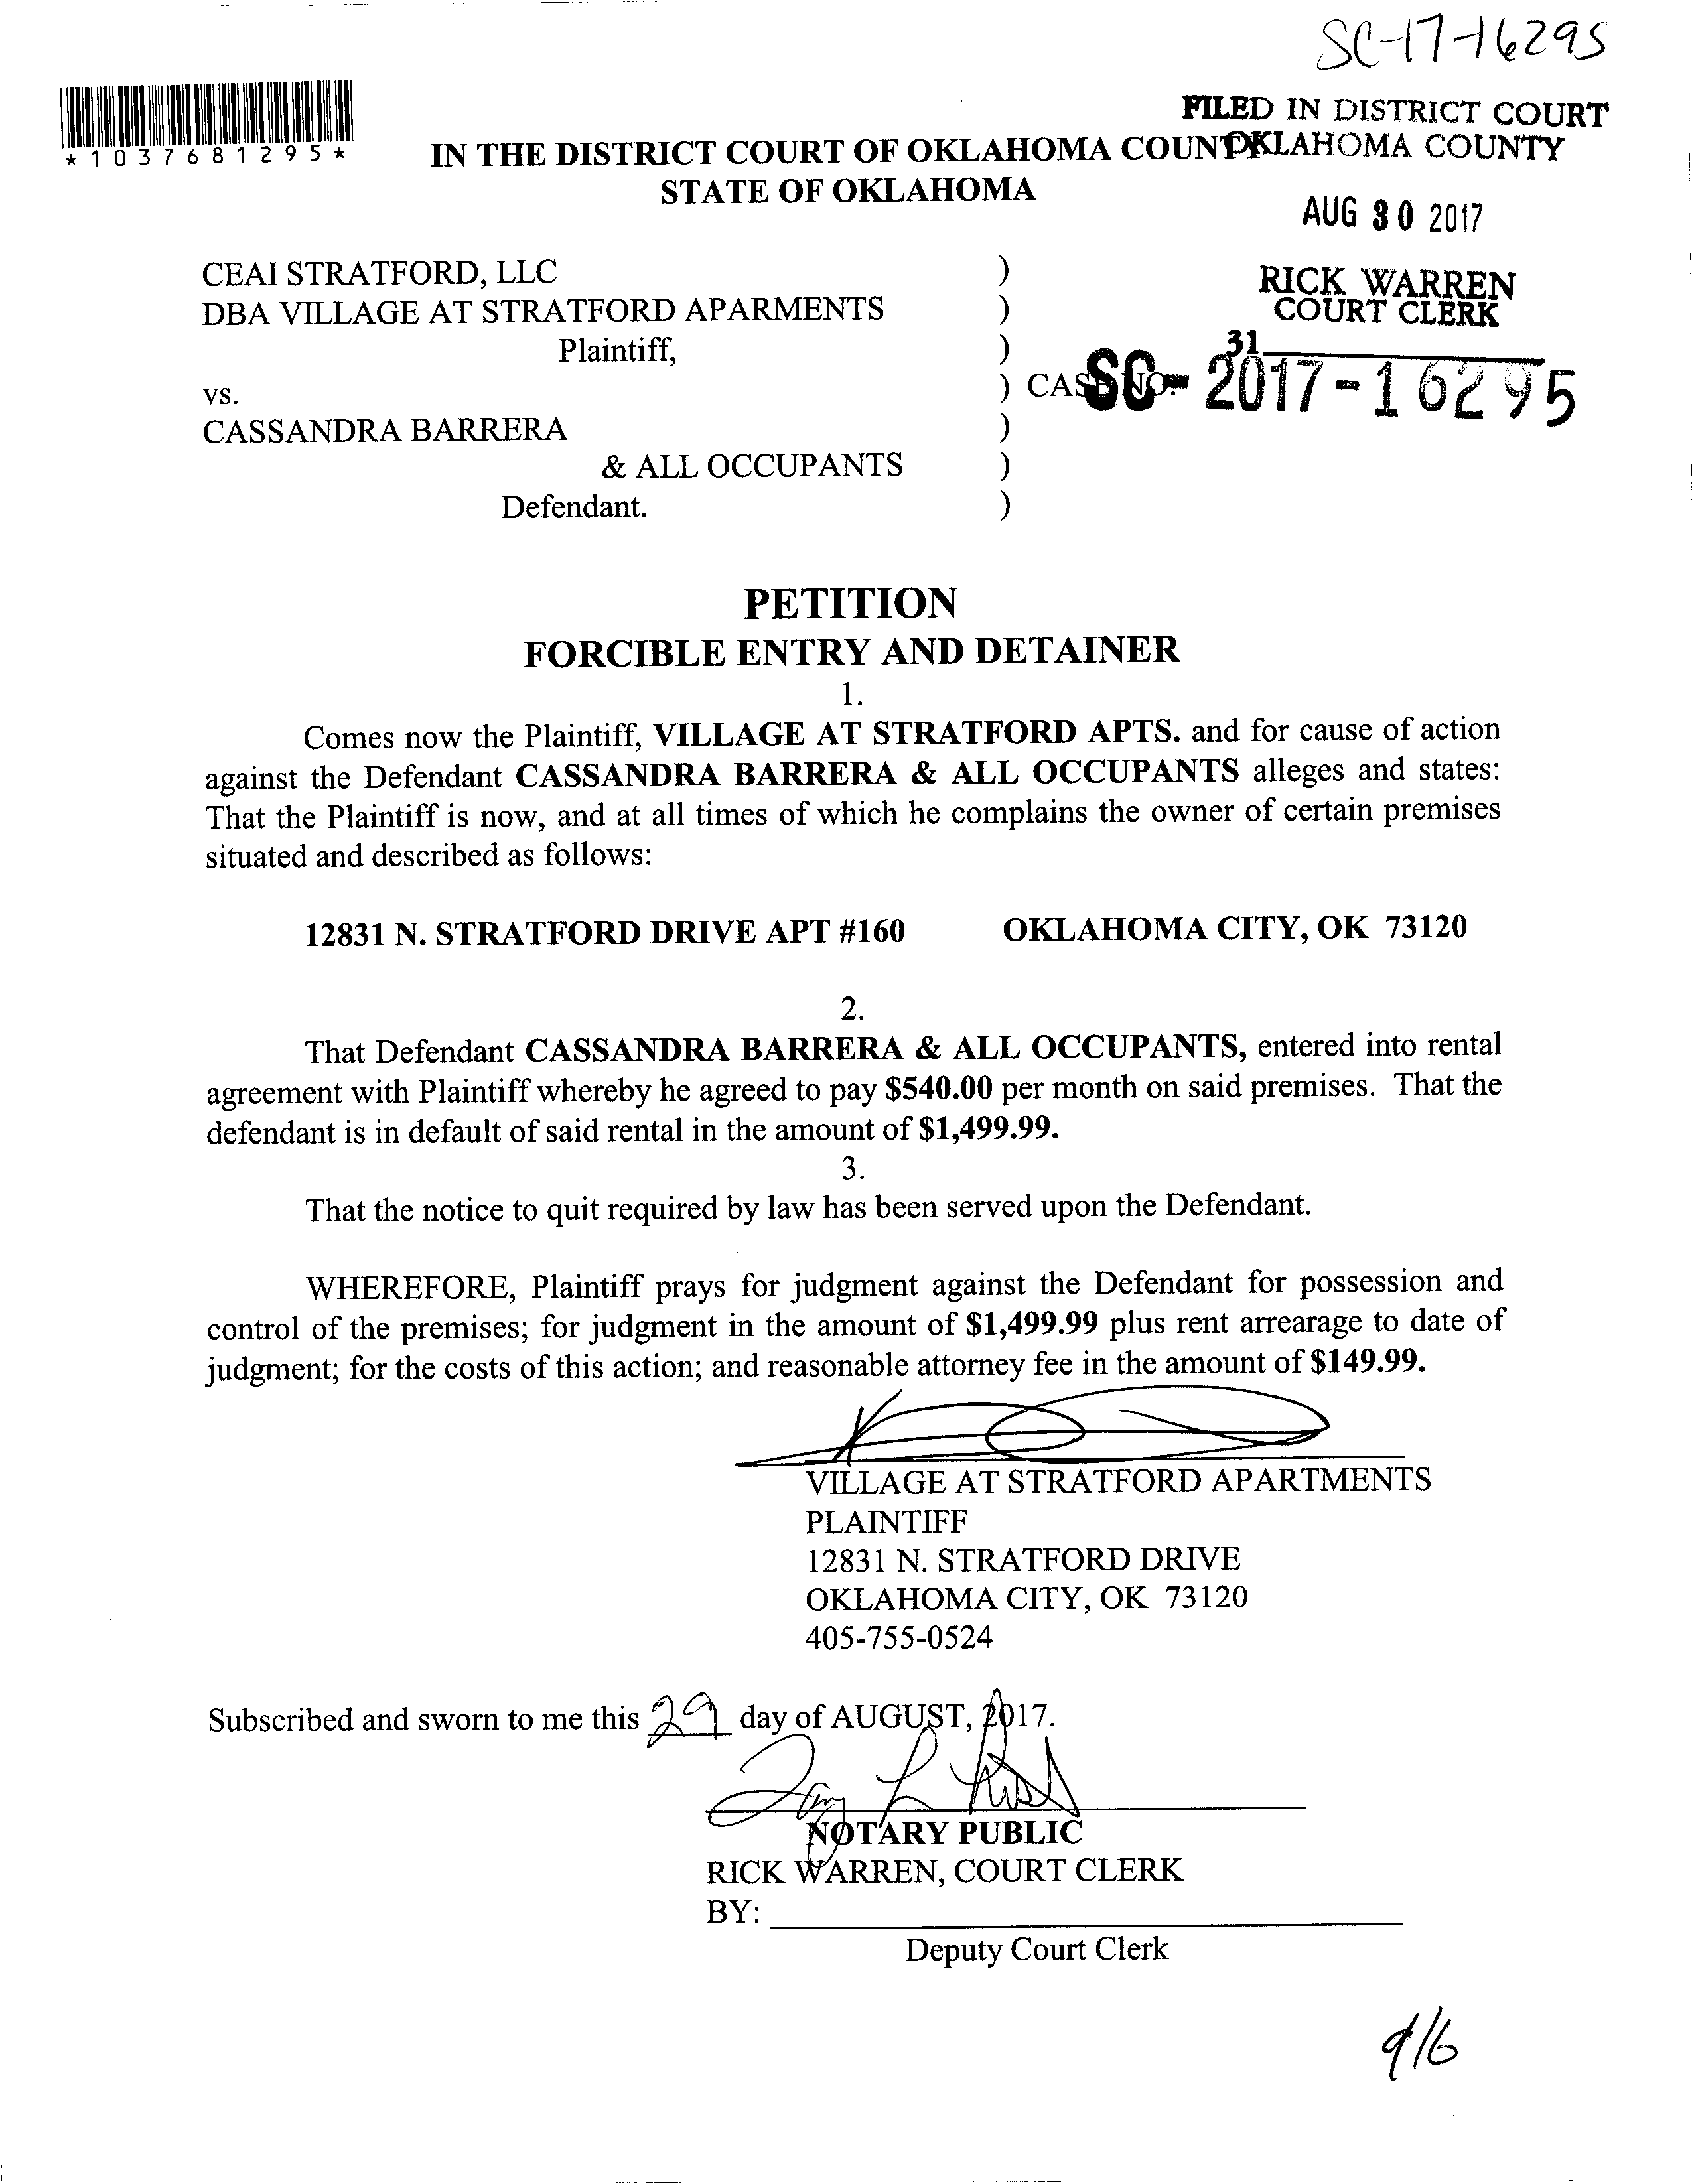 SC-17-16295
FILED IN DISTRICT COURT
OKLAHOMA COUNTY
*1037681295*
IN THE DISTRICT COURT OF OKLAHOMA COUNTY
STATE OF OKLAHOMA
AUG 30 2017
CEAI STRATFORD, LLC )
DBA VILLAGE AT STRATFORD APARMENTS )
Plaintiff, )
RICK WARREN
COURT CLERK
31
vs. ) CASE NO. SC-2017-16295
CASSANDRA BARRERA )
& ALL OCCUPANTS )
Defendant. )
PETITION
FORCIBLE ENTRY AND DETAINER
1.
Comes now the Plaintiff, VILLAGE AT STRATFORD APTS. and for cause of action
against the Defendant CASSANDRA BARRERA & ALL OCCUPANTS alleges and states:
That the Plaintiff is now, and at all times of which he complains the owner of certain premises
situated and described as follows:
12831 N. STRATFORD DRIVE APT #160 OKLAHOMA CITY, OK 73120
2.
That Defendant CASSANDRA BARRERA & ALL OCCUPANTS, entered into rental
agreement with Plaintiff whereby he agreed to pay $540.00 per month on said premises. That the
defendant is in default of said rental in the amount of $1,499.99.
3.
That the notice to quit required by law has been served upon the Defendant.
WHEREFORE, Plaintiff prays for judgment against the Defendant for possession and
control of the premises; for judgment in the amount of $1,499.99 plus rent arrearage to date of
judgment; for the costs of this action; and reasonable attorney fee in the amount of $149.99.
VILLAGE AT STRATFORD APARTMENTS
PLAINTIFF
12831 N. STRATFORD DRIVE
OKLAHOMA CITY, OK 73120
405-755-0524
Subscribed and sworn to me this 29 day of AUGUST, 2017.
NOTARY PUBLIC
RICK WARREN, COURT CLERK
BY:
Deputy Court Clerk
9/6